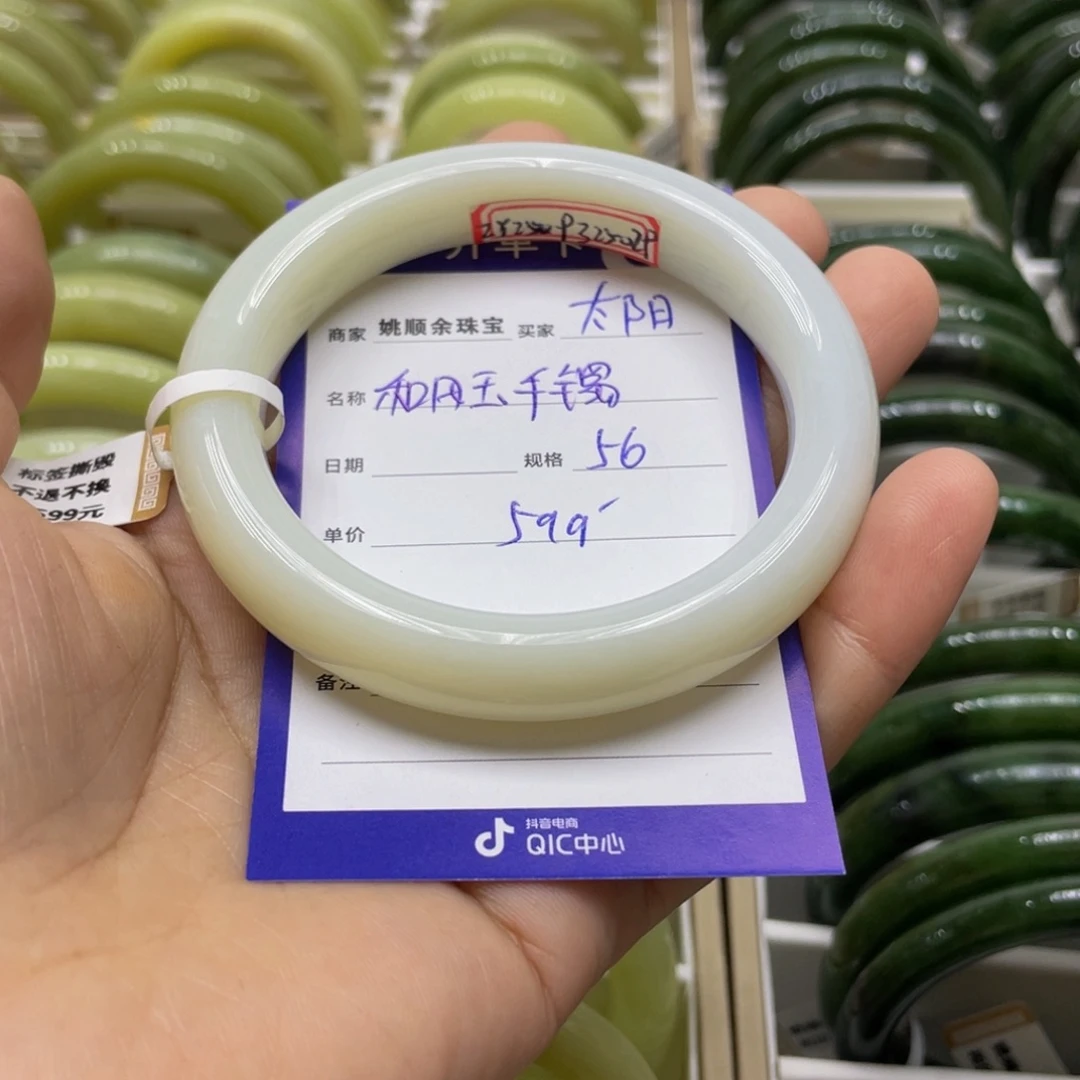 商家 姚顺余珠宝 买家 太阳
名称 和田玉手镯
日期 规格 56
单价 599
备注
标签撕毁
不退不换
599元
抖音电商
QIC中心